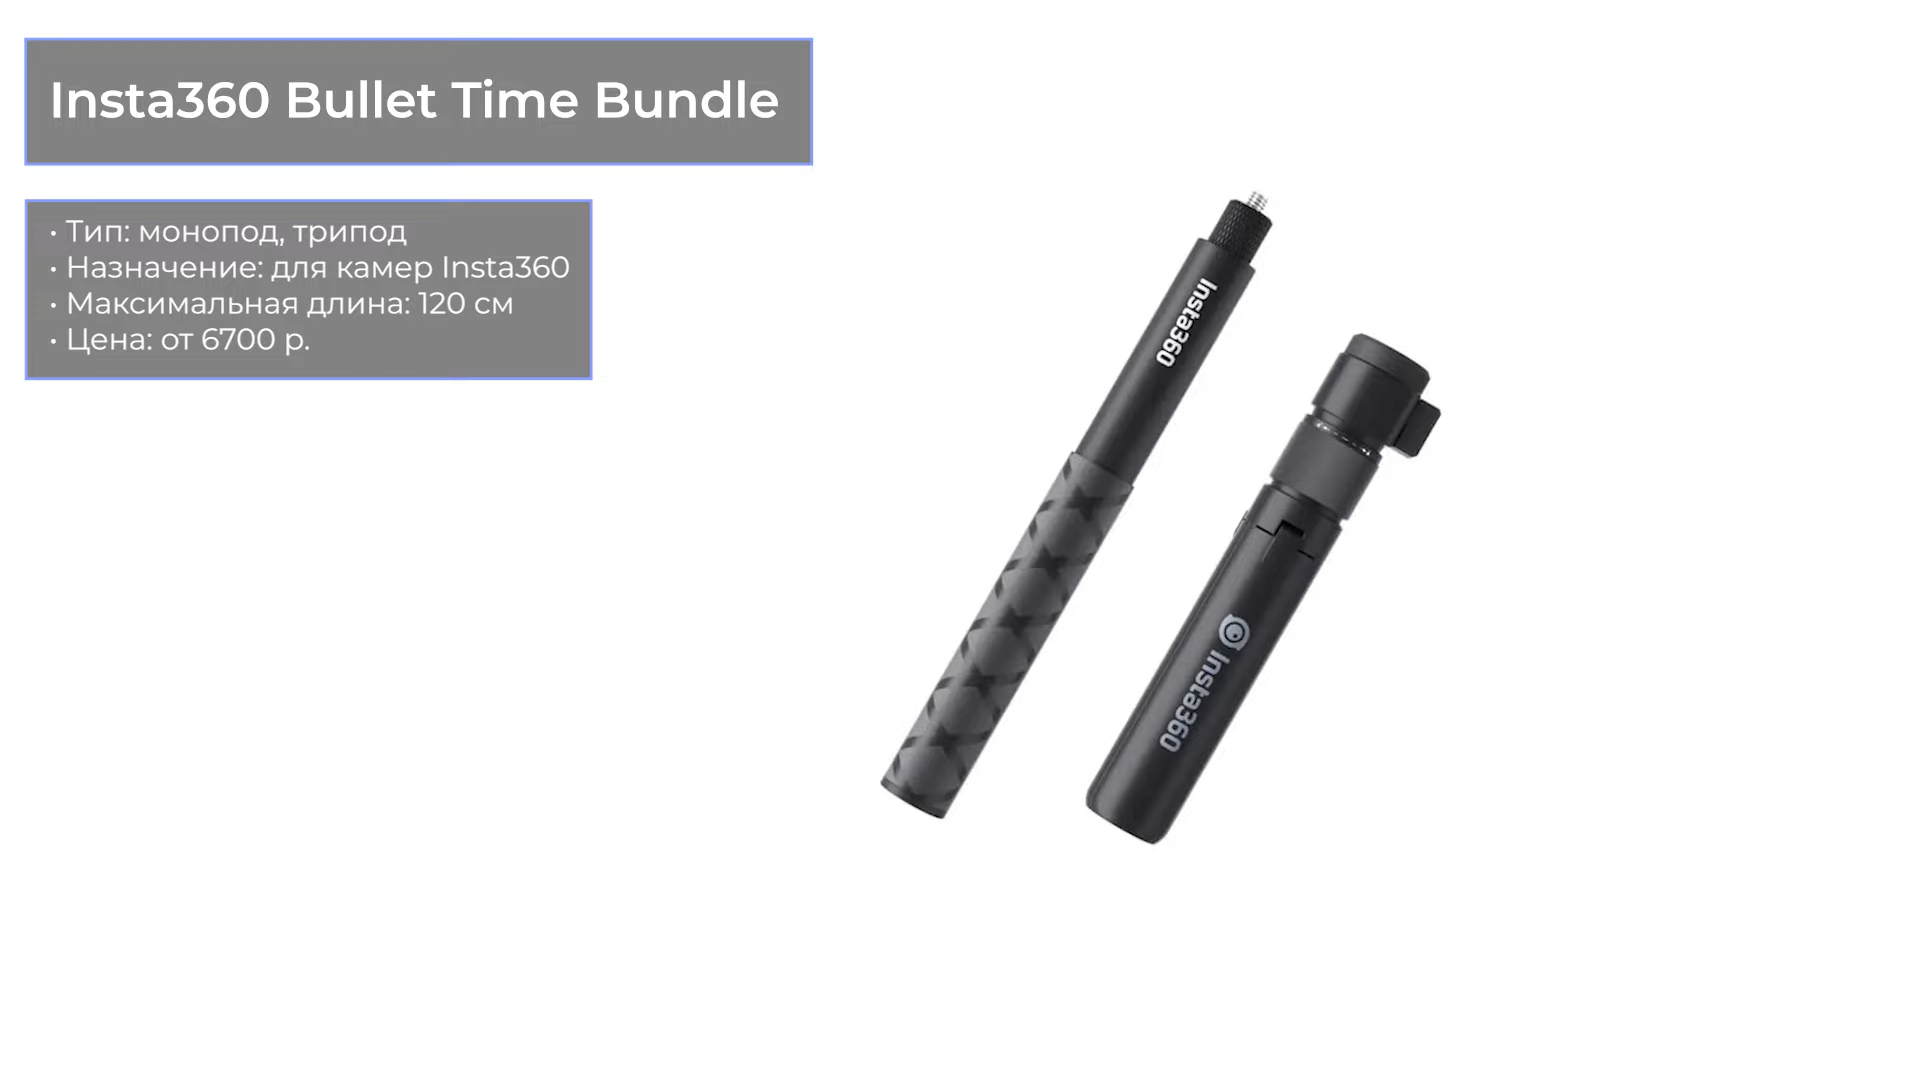 Insta360 Bullet Time Bundle
• Тип: монопод, трипод
• Назначение: для камер Insta360
• Максимальная длина: 120 см
• Цена: от 6700 р.
Insta360
Insta360